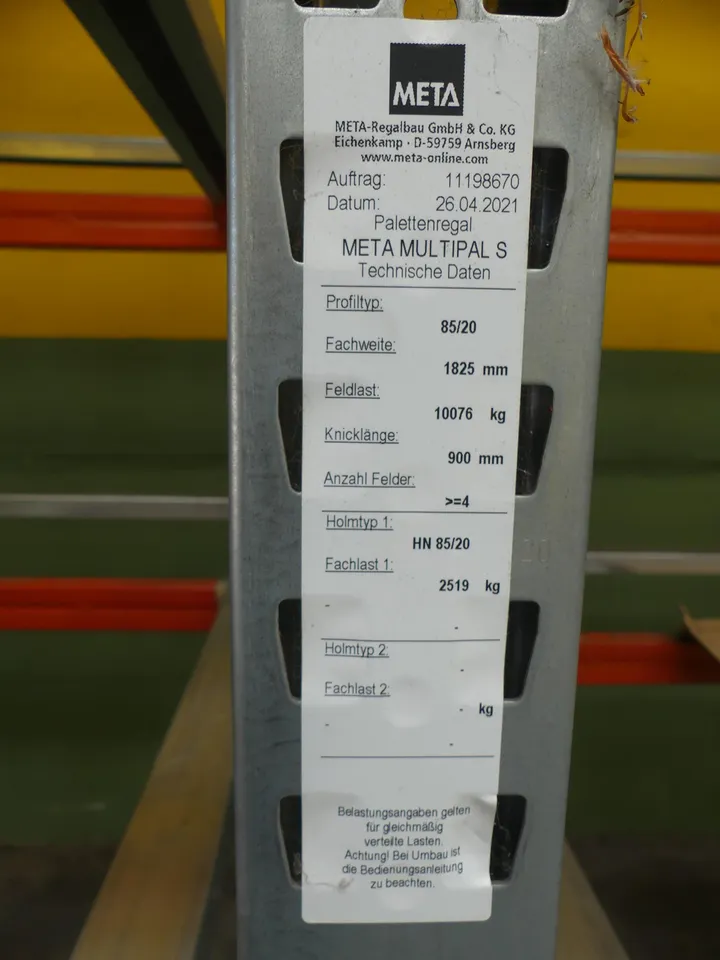 META
META-Regalbau GmbH & Co. KG
Eichenkamp · D-59759 Arnsberg
www.meta-online.com
Auftrag: 11198670
Datum: 26.04.2021
Palettenregal
META MULTIPAL S
Technische Daten
Profiltyp:
85/20
Fachweite:
1825 mm
Feldlast:
10076 kg
Knicklänge:
900 mm
Anzahl Felder:
>=4
Holmtyp 1:
HN 85/20
Fachlast 1:
2519 kg
-
-
Holmtyp 2:
-
Fachlast 2:
- kg
-
-
Belastungsangaben gelten
für gleichmäßig
verteilte Lasten.
Achtung! Bei Umbau ist
die Bedienungsanleitung
zu beachten.